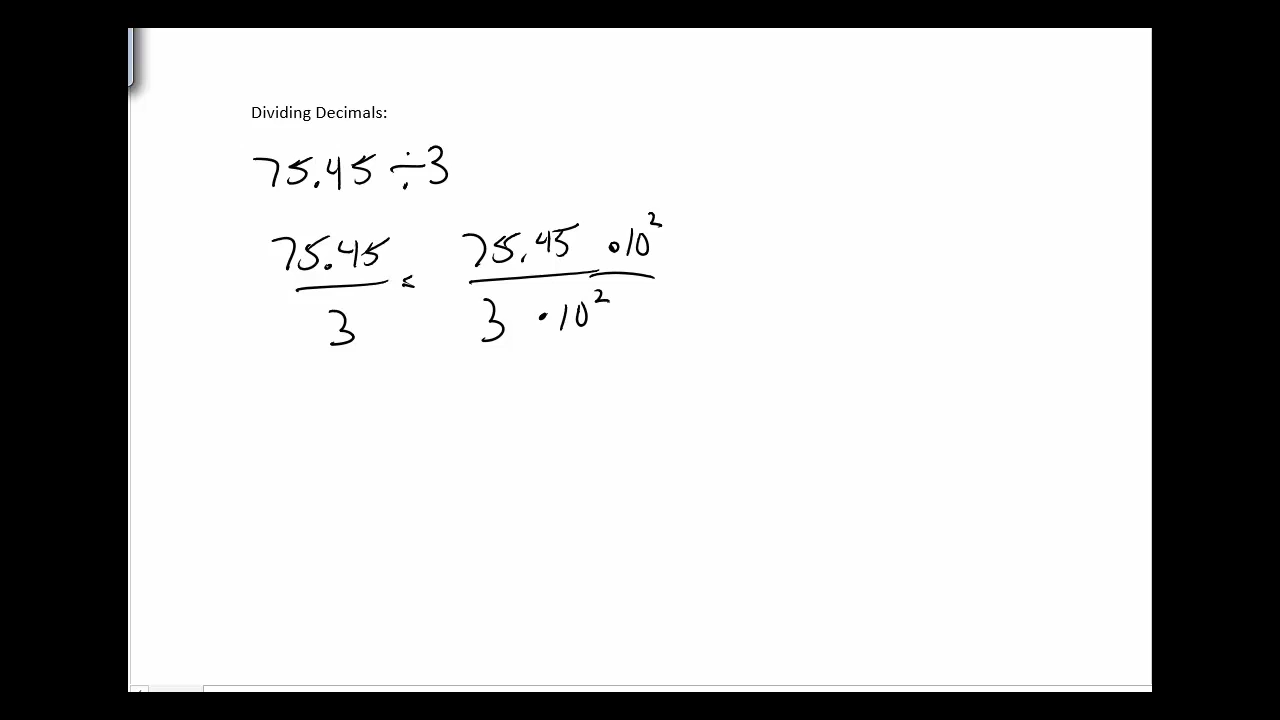 Dividing Decimals:
75.45 ÷ 3
75.45 / 3 = 75.45 · 10² / 3 · 10²